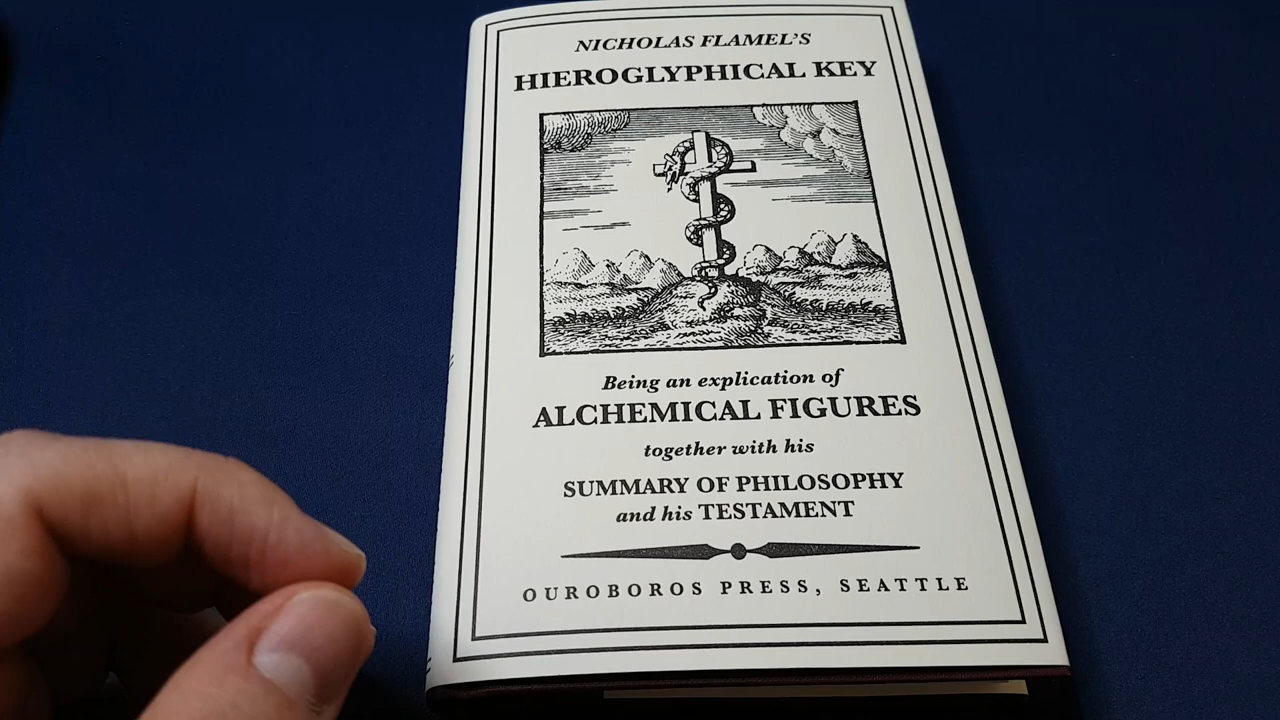 NICHOLAS FLAMEL'S
HIEROGLYPHICAL KEY
Being an explication of
ALCHEMICAL FIGURES
together with his
SUMMARY OF PHILOSOPHY
and his TESTAMENT
OUROBOROS PRESS, SEATTLE